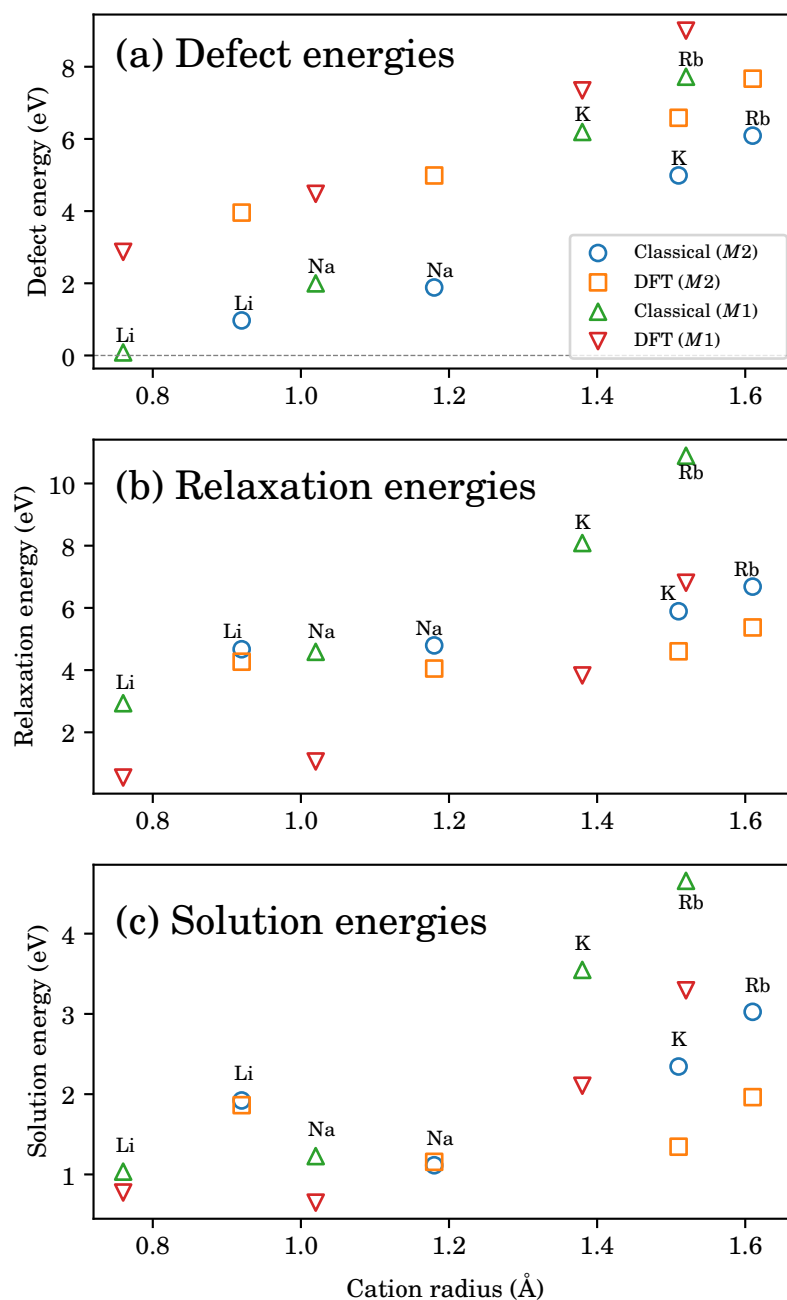 (a) Defect energies
Defect energy (eV)
8
6
4
2
0
Li
Li
Na
Na
K
Rb
K
Rb
Classical (M2)
DFT (M2)
Classical (M1)
DFT (M1)
0.8 1.0 1.2 1.4 1.6
(b) Relaxation energies
Relaxation energy (eV)
10
8
6
4
2
Li
Li
Na
Na
K
Rb
K
Rb
0.8 1.0 1.2 1.4 1.6
(c) Solution energies
Solution energy (eV)
4
3
2
1
Li
Li
Na
Na
K
Rb
K
Rb
0.8 1.0 1.2 1.4 1.6
Cation radius (Å)